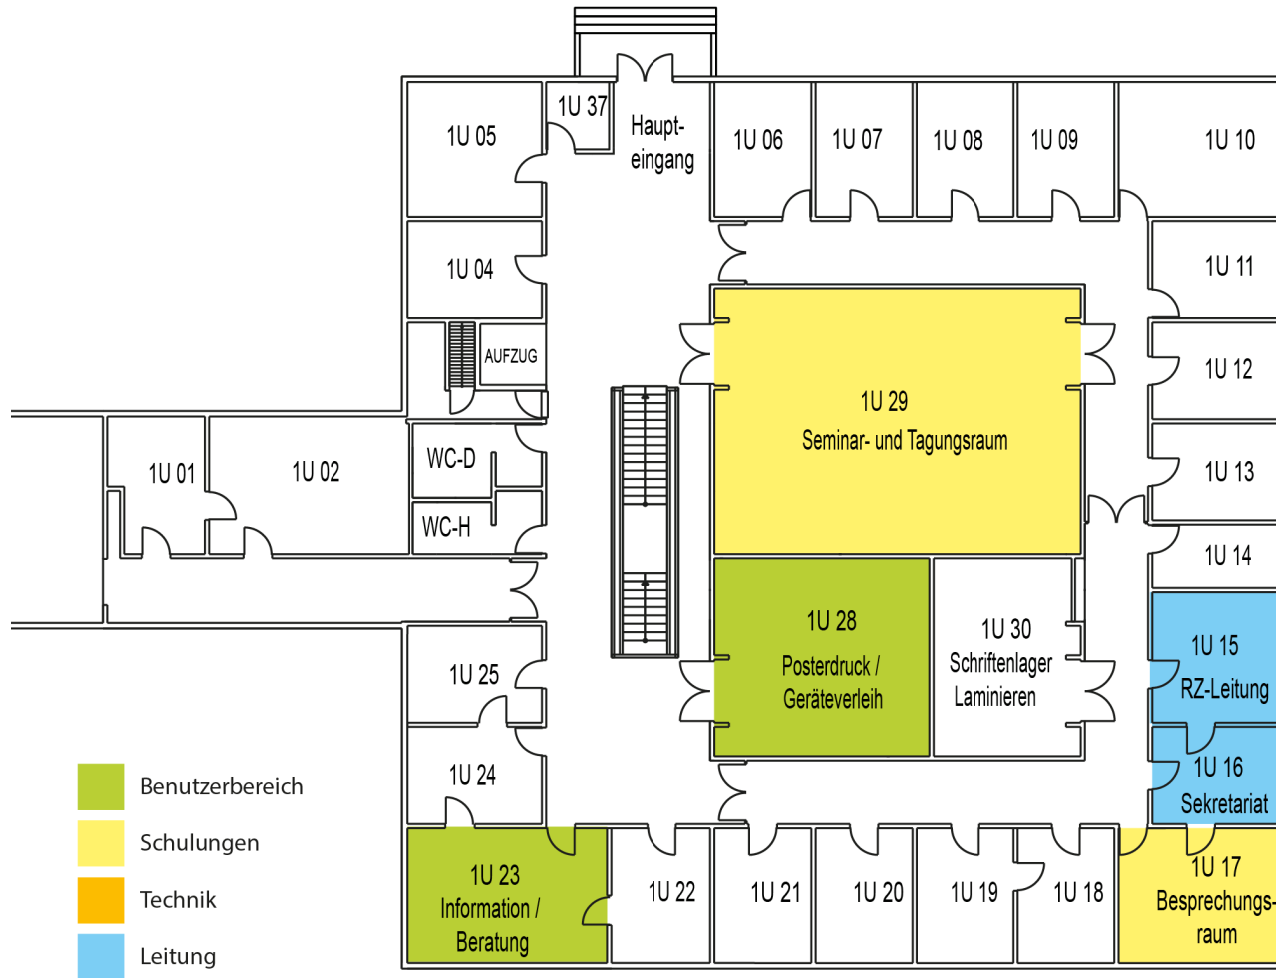 1U 37
1U 05
Haupt-
eingang
1U 06
1U 07
1U 08
1U 09
1U 10
1U 04
1U 11
AUFZUG
1U 12
1U 29
Seminar- und Tagungsraum
1U 01
1U 02
WC-D
WC-H
1U 13
1U 14
1U 28
Posterdruck /
Geräteverleih
1U 30
Schriftenlager
Laminieren
1U 15
RZ-Leitung
1U 25
1U 24
1U 16
Sekretariat
1U 23
Information /
Beratung
1U 22
1U 21
1U 20
1U 19
1U 18
1U 17
Besprechungs-
raum
Benutzerbereich
Schulungen
Technik
Leitung